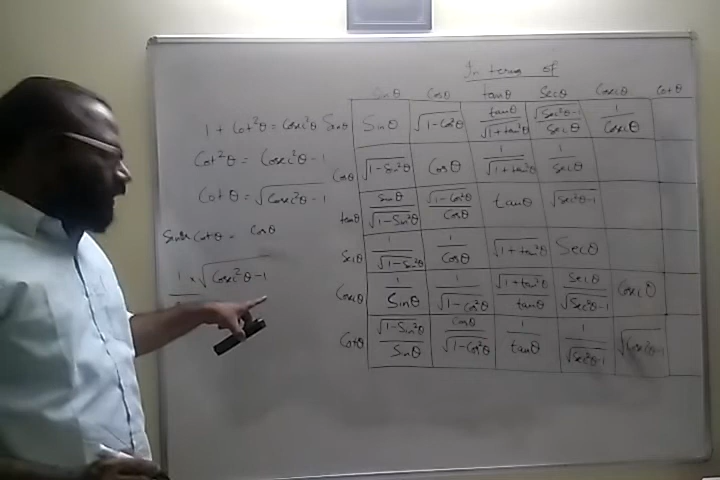 In terms of
Sinθ Cosθ tanθ Secθ Cosecθ Cotθ
1 + Cot²θ = Cosec²θ
Cot²θ = Cosec²θ - 1
Cotθ = √(Cosec²θ - 1)
Cotθ = Cosθ
1 × √(Cosec²θ - 1)
Sinθ Sinθ √(1-Cos²θ) tanθ/√(1+tan²θ) √(Sec²θ-1)/Secθ 1/Cosecθ
Cosθ √(1-Sin²θ) Cosθ 1/√(1+tan²θ) 1/Secθ
tanθ Sinθ/√(1-Sin²θ) √(1-Cos²θ)/Cosθ tanθ √(Sec²θ-1)
Secθ 1/√(1-Sin²θ) 1/Cosθ √(1+tan²θ) Secθ
Cosecθ 1/Sinθ 1/√(1-Cos²θ) √(1+tan²θ)/tanθ Secθ/√(Sec²θ-1) Cosecθ
Cotθ √(1-Sin²θ)/Sinθ Cosθ/√(1-Cos²θ) 1/tanθ 1/√(Sec²θ-1) √(Cosec²θ-1)